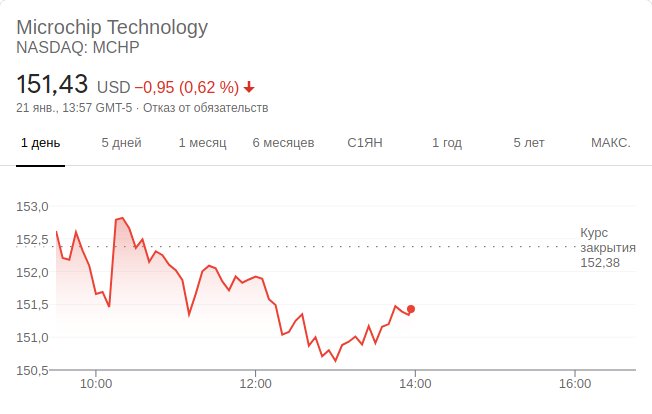 Microchip Technology
NASDAQ: MCHP
151,43 USD −0,95 (0,62 %)
21 янв., 13:57 GMT-5 · Отказ от обязательств
1 день 5 дней 1 месяц 6 месяцев С1ЯН 1 год 5 лет МАКС.
153,0
Курс
152,5
закрытия
152,38
152,0
151,5
151,0
150,5
10:00 12:00 14:00 16:00